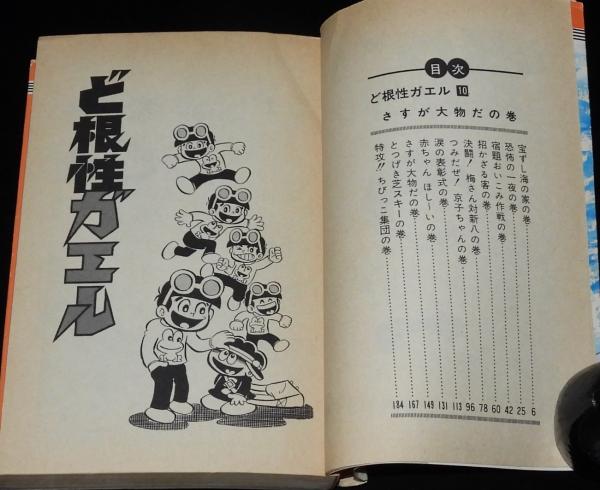 目次
ど根性ガエル 10
さすが大物だの巻
宝ずし海の家の巻 6
恐怖の一夜の巻 25
宿題おいこみ作戦の巻 42
招かざる客の巻 60
決闘! 梅さん対新八の巻 78
つみだぜ! 京子ちゃんの巻 96
涙の表彰式の巻 113
赤ちゃん ほし〜いの巻 131
さすが大物だの巻 149
とつげき芝スキーの巻 167
特攻!! ちびっこ集団の巻 184
ど根性ガエル